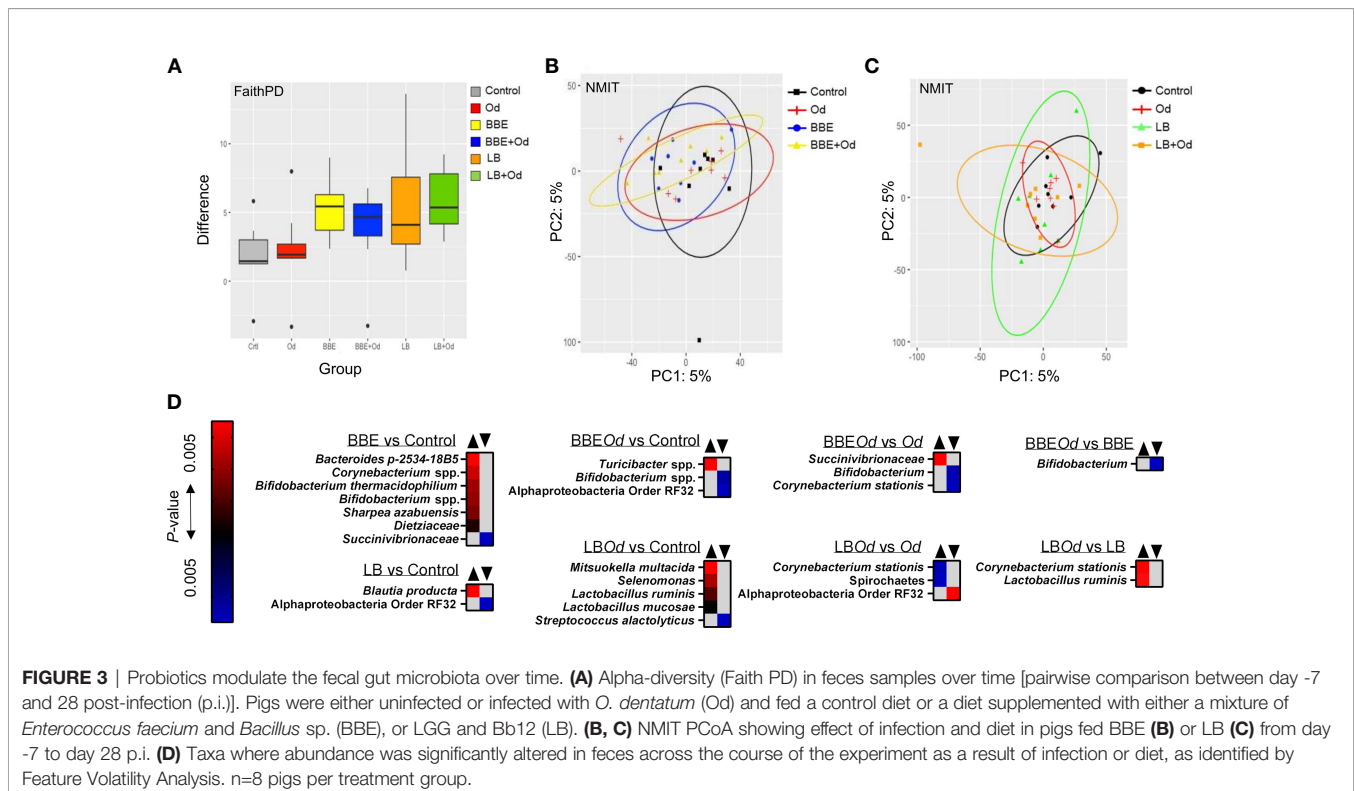 A
FaithPD
Difference
10
5
0
Crtl
Od
BBE
BBE+Od
LB
LB+Od
Group
Control
Od
BBE
BBE+Od
LB
LB+Od
B
NMIT
PC2: 5%
50
0
-50
100
-40
0
40
PC1: 5%
Control
Od
BBE
BBE+Od
C
NMIT
PC2: 5%
50
0
-50
100
-100
-50
0
50
PC1: 5%
Control
Od
LB
LB+Od
D
P-value
0.005
0.005
BBE vs Control
▲▼
Bacteroides p-2534-18B5
Corynebacterium spp.
Bifidobacterium thermacidophilium
Bifidobacterium spp.
Sharpea azabuensis
Dietziaceae
Succinivibrionaceae
BBEOd vs Control
▲▼
Turicibacter spp.
Bifidobacterium spp.
Alphaproteobacteria Order RF32
BBEOd vs Od
▲▼
Succinivibrionaceae
Bifidobacterium
Corynebacterium stationis
BBEOd vs BBE
▲▼
Bifidobacterium
LB vs Control
▲▼
Blautia producta
Alphaproteobacteria Order RF32
LBOd vs Control
▲▼
Mitsuokella multacida
Selenomonas
Lactobacillus ruminis
Lactobacillus mucosae
Streptococcus alactolyticus
LBOd vs Od
▲▼
Corynebacterium stationis
Spirochaetes
Alphaproteobacteria Order RF32
LBOd vs LB
▲▼
Corynebacterium stationis
Lactobacillus ruminis
FIGURE 3 | Probiotics modulate the fecal gut microbiota over time. (A) Alpha-diversity (Faith PD) in feces samples over time [pairwise comparison between day -7
and 28 post-infection (p.i.)]. Pigs were either uninfected or infected with O. dentatum (Od) and fed a control diet or a diet supplemented with either a mixture of
Enterococcus faecium and Bacillus sp. (BBE), or LGG and Bb12 (LB). (B, C) NMIT PCoA showing effect of infection and diet in pigs fed BBE (B) or LB (C) from day
-7 to day 28 p.i. (D) Taxa where abundance was significantly altered in feces across the course of the experiment as a result of infection or diet, as identified by
Feature Volatility Analysis. n=8 pigs per treatment group.